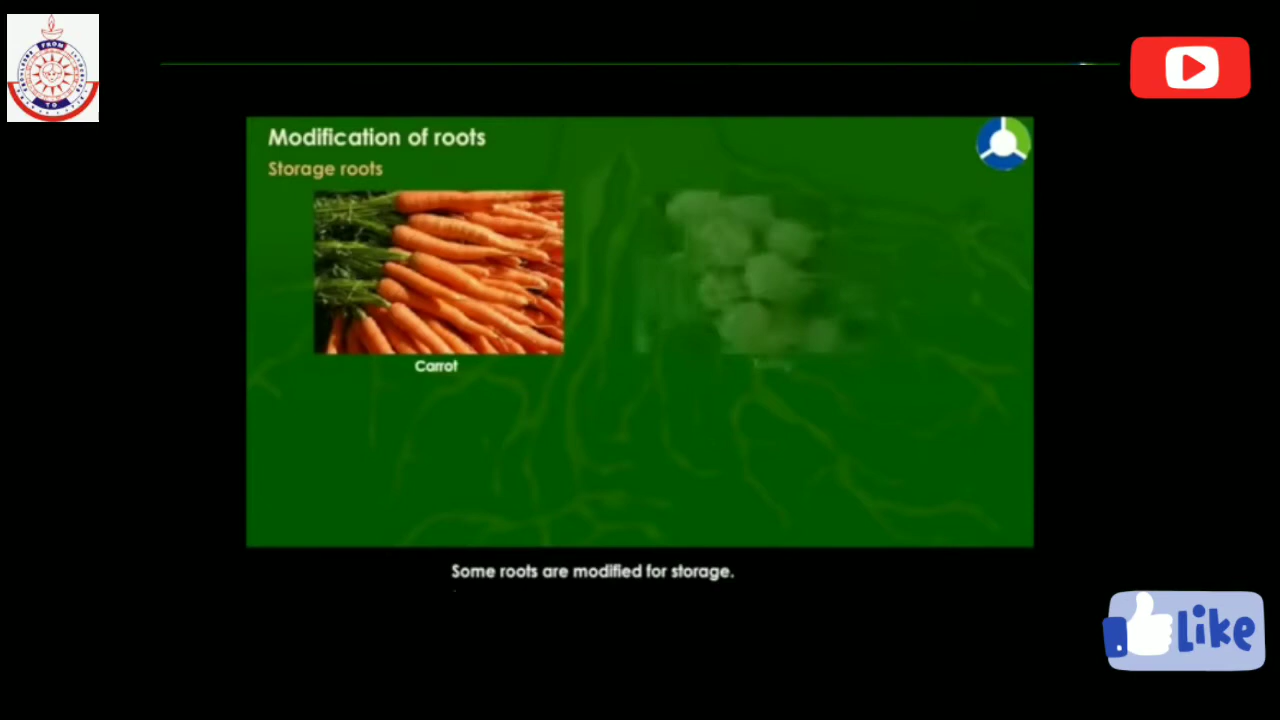 Modification of roots
Storage roots
Carrot
Some roots are modified for storage.
Like